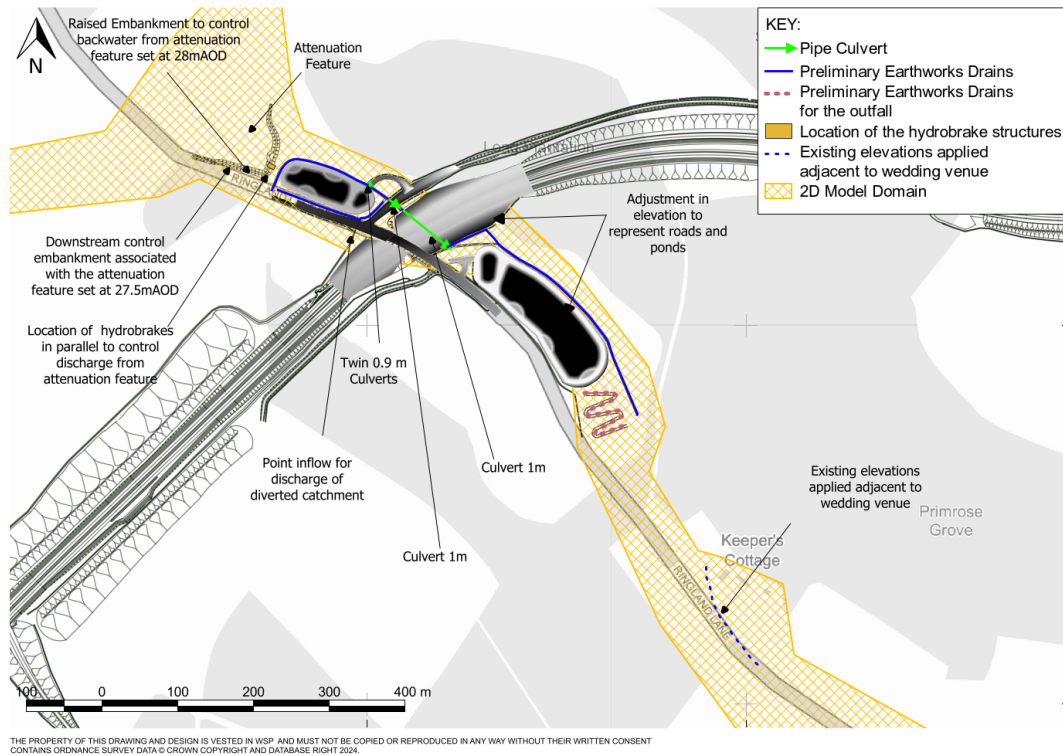 Raised Embankment to control
backwater from attenuation
feature set at 28mAOD
Attenuation
Feature
N
KEY:
Pipe Culvert
Preliminary Earthworks Drains
Preliminary Earthworks Drains
for the outfall
Location of the hydrobrake structures
Existing elevations applied
adjacent to wedding venue
2D Model Domain
Adjustment in
elevation to
represent roads and
ponds
Downstream control
embankment associated
with the attenuation
feature set at 27.5mAOD
Location of hydrobrakes
in parallel to control
discharge from
attenuation feature
Twin 0.9 m
Culverts
Point inflow for
discharge of
diverted catchment
Culvert 1m
Culvert 1m
Existing elevations
applied adjacent to
wedding venue
Primrose
Grove
Keeper's
Cottage
RINGLAND LANE
100 0 100 200 300 400 m
THE PROPERTY OF THIS DRAWING AND DESIGN IS VESTED IN WSP AND MUST NOT BE COPIED OR REPRODUCED IN ANY WAY WITHOUT THEIR WRITTEN CONSENT
CONTAINS ORDNANCE SURVEY DATA © CROWN COPYRIGHT AND DATABASE RIGHT 2024.